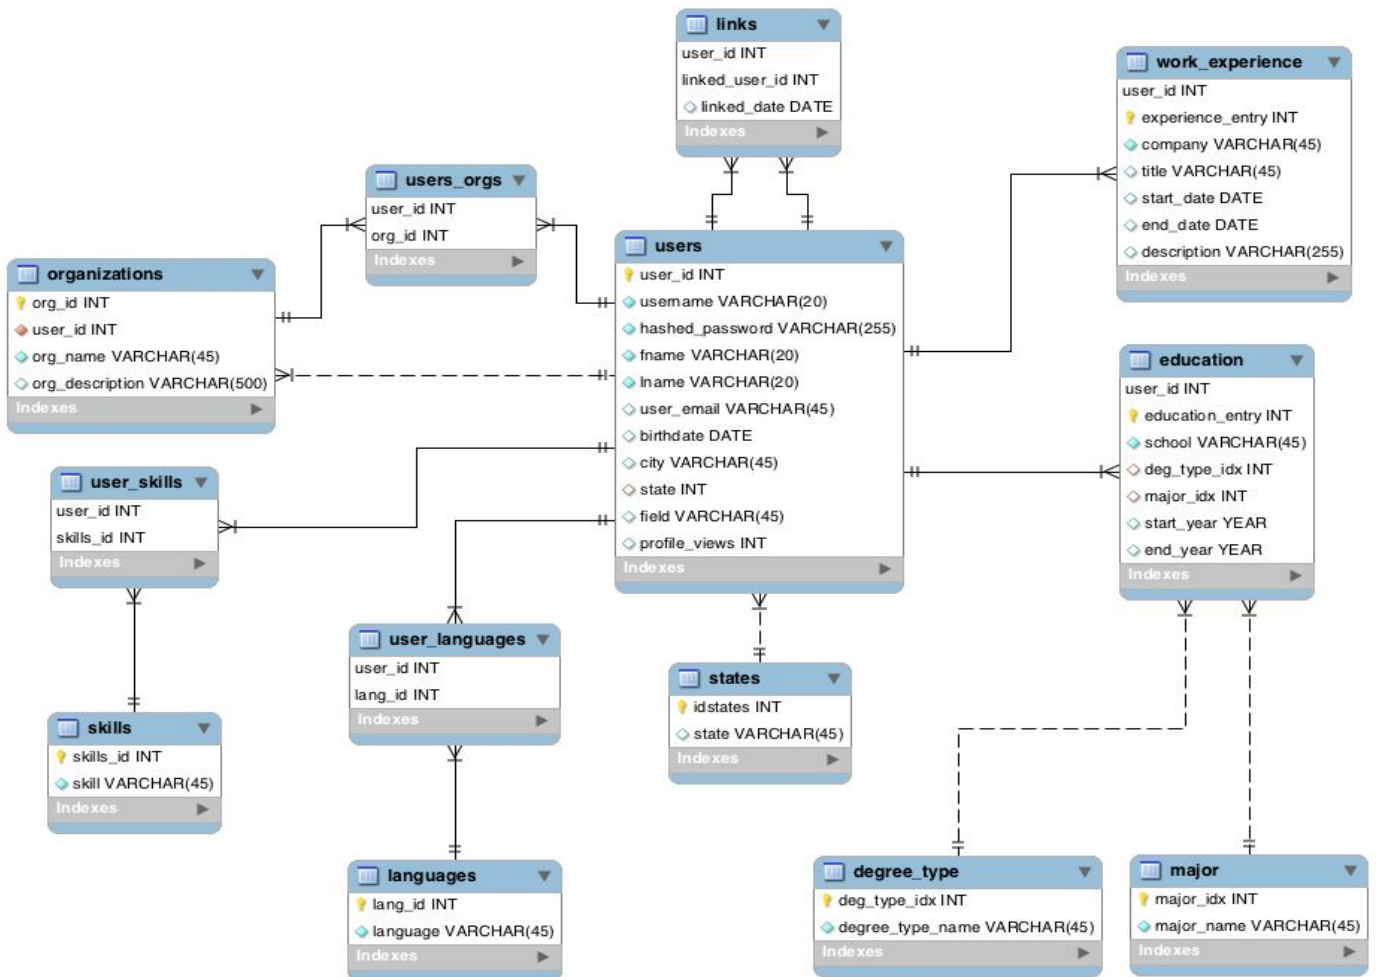 links
user_id INT
linked_user_id INT
linked_date DATE
Indexes
work_experience
user_id INT
experience_entry INT
company VARCHAR(45)
title VARCHAR(45)
start_date DATE
end_date DATE
description VARCHAR(255)
Indexes
users_orgs
user_id INT
org_id INT
Indexes
users
user_id INT
username VARCHAR(20)
hashed_password VARCHAR(255)
fname VARCHAR(20)
lname VARCHAR(20)
user_email VARCHAR(45)
birthdate DATE
city VARCHAR(45)
state INT
field VARCHAR(45)
profile_views INT
Indexes
organizations
org_id INT
user_id INT
org_name VARCHAR(45)
org_description VARCHAR(500)
Indexes
education
user_id INT
education_entry INT
school VARCHAR(45)
deg_type_idx INT
major_idx INT
start_year YEAR
end_year YEAR
Indexes
user_skills
user_id INT
skills_id INT
Indexes
user_languages
user_id INT
lang_id INT
Indexes
states
idstates INT
state VARCHAR(45)
Indexes
skills
skills_id INT
skill VARCHAR(45)
Indexes
languages
lang_id INT
language VARCHAR(45)
Indexes
degree_type
deg_type_idx INT
degree_type_name VARCHAR(45)
Indexes
major
major_idx INT
major_name VARCHAR(45)
Indexes